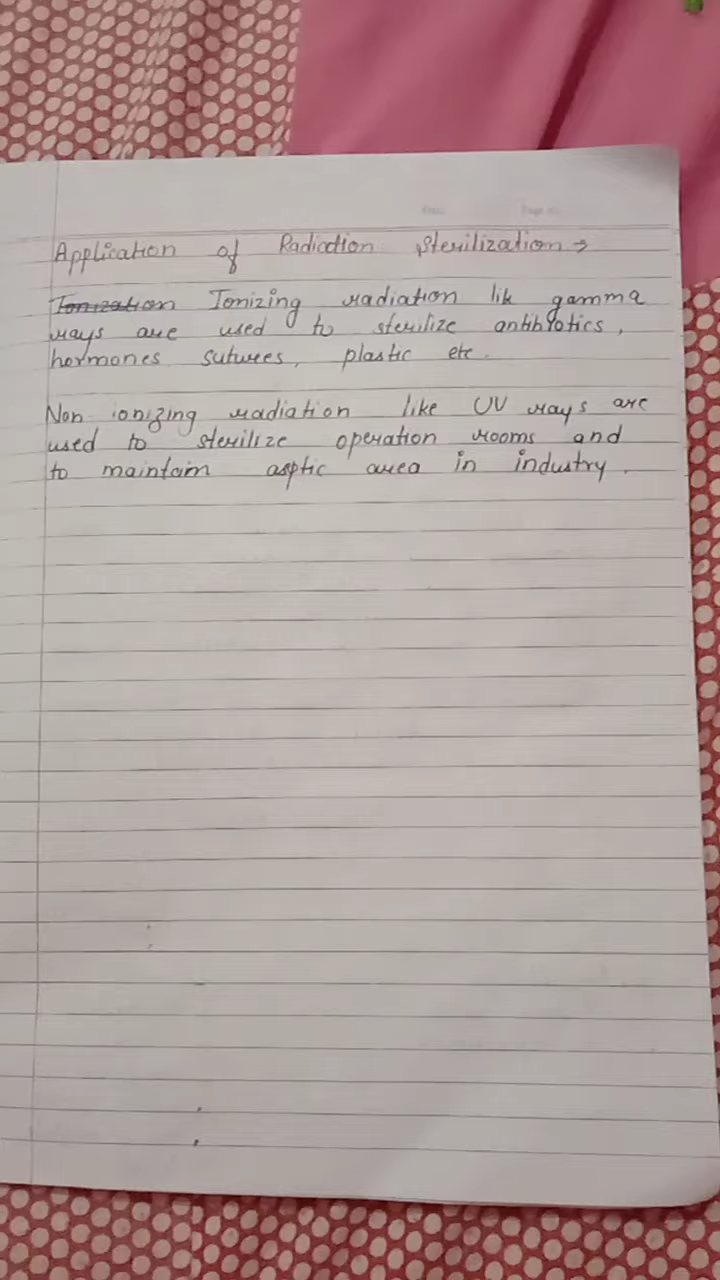 Application of Radiation sterilization →
Ionization Ionizing radiation like gamma
rays are used to sterilize antibiotics,
hormones sutures, plastic etc.
Non ionizing radiation like UV rays are
used to sterilize operation rooms and
to maintain asptic area in industry.